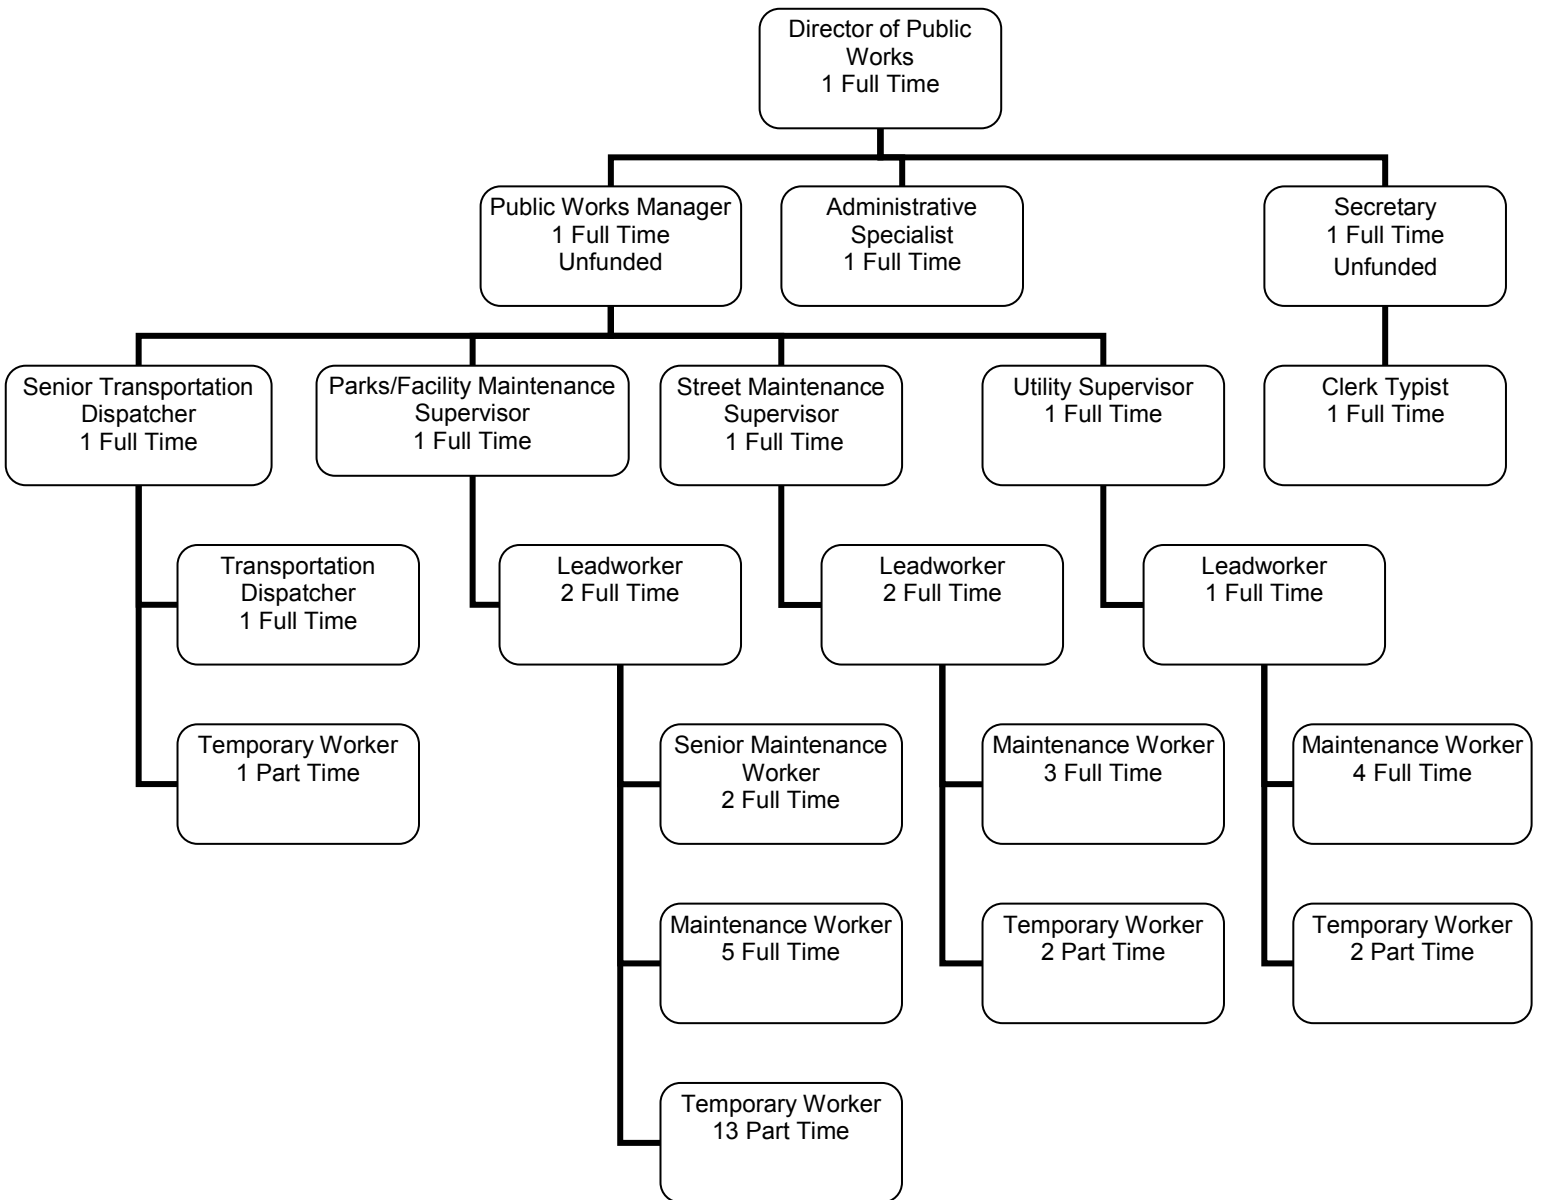 Director of Public
Works
1 Full Time
Public Works Manager
1 Full Time
Unfunded
Administrative
Specialist
1 Full Time
Secretary
1 Full Time
Unfunded
Senior Transportation
Dispatcher
1 Full Time
Parks/Facility Maintenance
Supervisor
1 Full Time
Street Maintenance
Supervisor
1 Full Time
Utility Supervisor
1 Full Time
Clerk Typist
1 Full Time
Transportation
Dispatcher
1 Full Time
Leadworker
2 Full Time
Leadworker
2 Full Time
Leadworker
1 Full Time
Temporary Worker
1 Part Time
Senior Maintenance
Worker
2 Full Time
Maintenance Worker
3 Full Time
Maintenance Worker
4 Full Time
Maintenance Worker
5 Full Time
Temporary Worker
2 Part Time
Temporary Worker
2 Part Time
Temporary Worker
13 Part Time